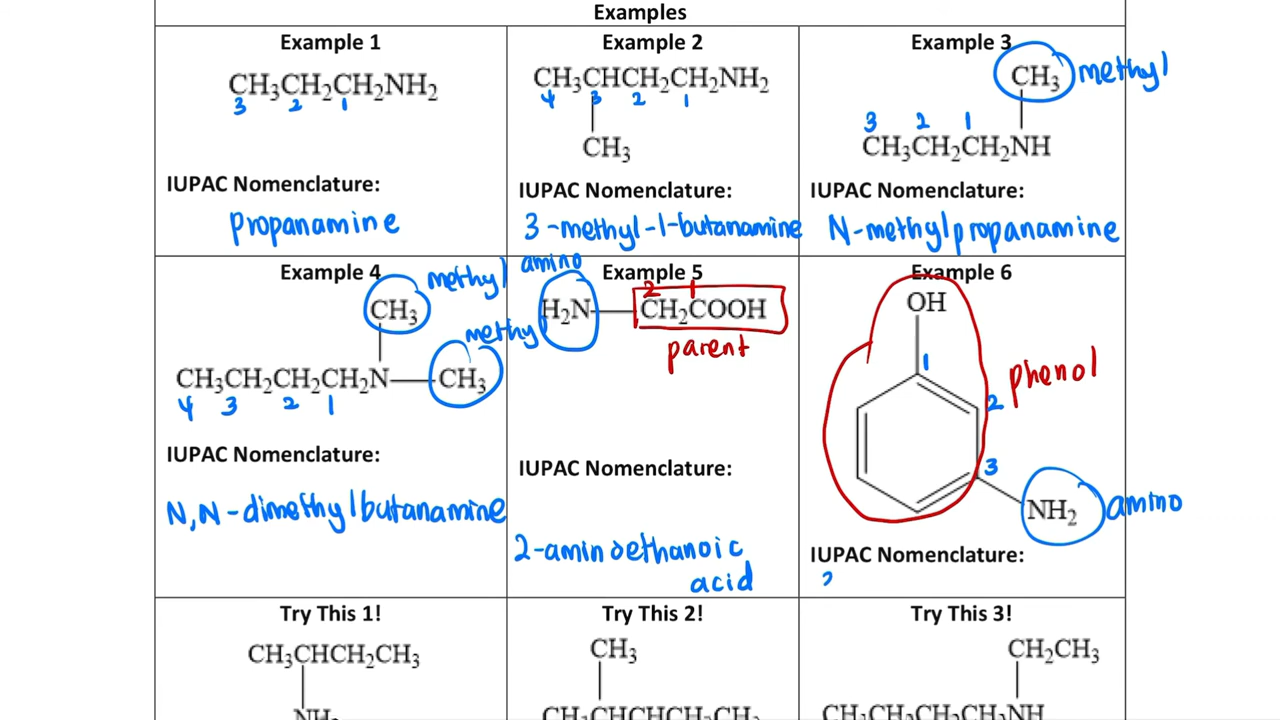 Examples
Example 1
CH₃CH₂CH₂NH₂
3 2 1
IUPAC Nomenclature:
propanamine
Example 2
CH₃CHCH₂CH₂NH₂
4 3 2 1
CH₃
IUPAC Nomenclature:
3-methyl-1-butanamine
Example 3
CH₃ methyl
3 2 1
CH₃CH₂CH₂NH
IUPAC Nomenclature:
N-methylpropanamine
Example 4
methyl
CH₃
methyl
CH₃CH₂CH₂CH₂N CH₃
4 3 2 1
IUPAC Nomenclature:
N,N-dimethylbutanamine
Example 5
amino
2 1
H₂N CH₂COOH
parent
IUPAC Nomenclature:
2-aminoethanoic
acid
Example 6
OH
1
phenol
2
3
NH₂ amino
IUPAC Nomenclature:
Try This 1!
CH₃CHCH₂CH₃
NH₂
Try This 2!
CH₃
CH₃CHCHCH₂CH₃
Try This 3!
CH₂CH₃
CH₃CH₂CH₂CH₂NH